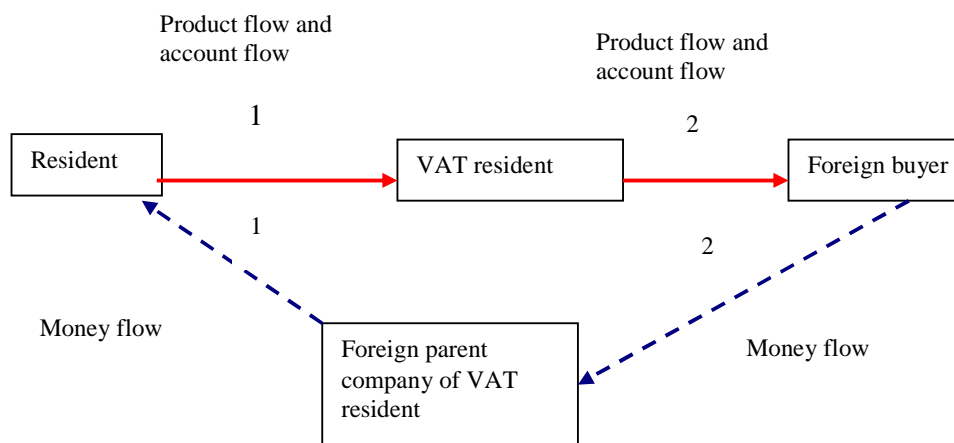 Product flow and
account flow
Product flow and
account flow
1
2
Resident
VAT resident
Foreign buyer
1
2
Money flow
Foreign parent
company of VAT
resident
Money flow